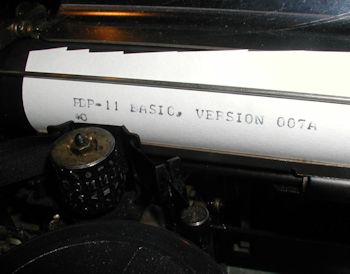 PDP-11 BASIC, VERSION 007A
*O